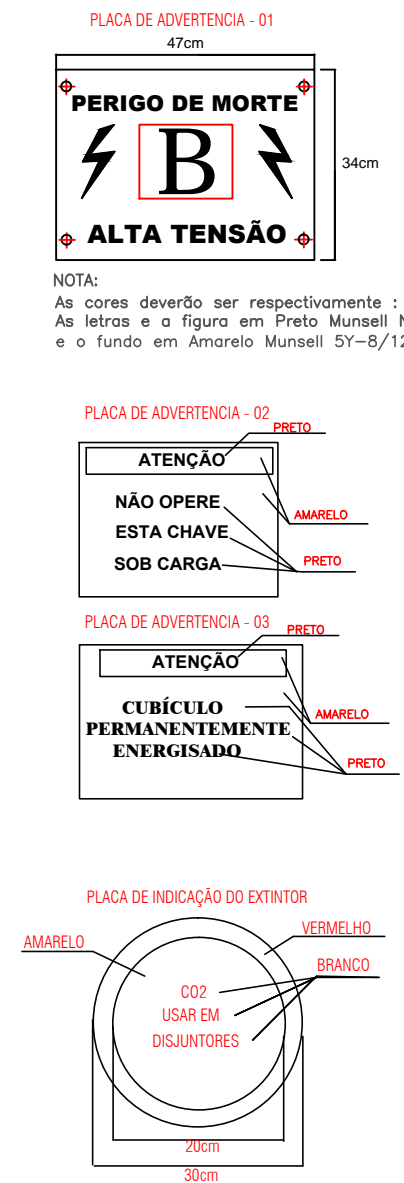 PLACA DE ADVERTENCIA - 01
47cm
PERIGO DE MORTE
B
34cm
ALTA TENSÃO
NOTA:
As cores deverão ser respectivamente :
As letras e a figura em Preto Munsell
e o fundo em Amarelo Munsell 5Y-8/12
PLACA DE ADVERTENCIA - 02
PRETO
ATENÇÃO
NÃO OPERE
AMARELO
ESTA CHAVE
SOB CARGA
PRETO
PLACA DE ADVERTENCIA - 03
PRETO
ATENÇÃO
CUBÍCULO
AMARELO
PERMANENTEMENTE
ENERGISADO
PRETO
PLACA DE INDICAÇÃO DO EXTINTOR
VERMELHO
AMARELO
BRANCO
CO2
USAR EM
DISJUNTORES
20cm
30cm